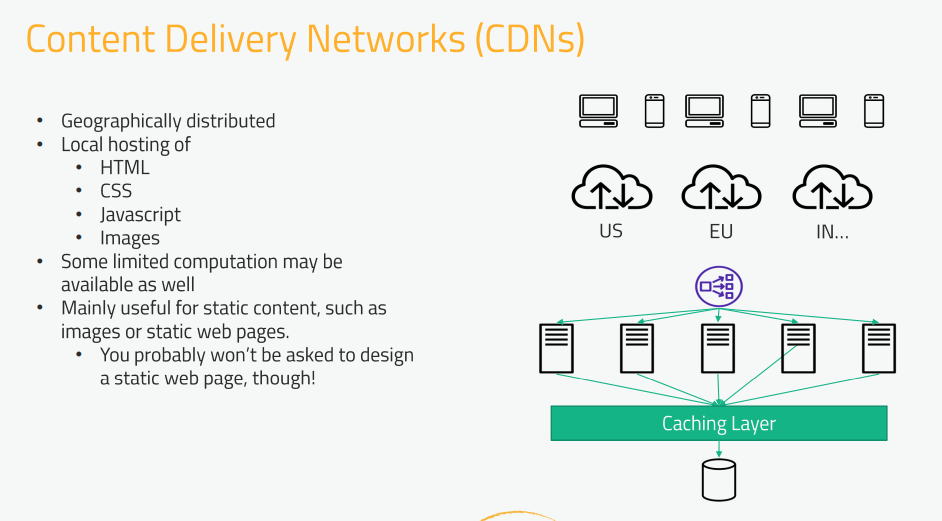 Content Delivery Networks (CDNs)
• Geographically distributed
• Local hosting of
• HTML
• CSS
• Javascript
• Images
• Some limited computation may be
available as well
• Mainly useful for static content, such as
images or static web pages.
• You probably won't be asked to design
a static web page, though!
US
EU
IN...
Caching Layer